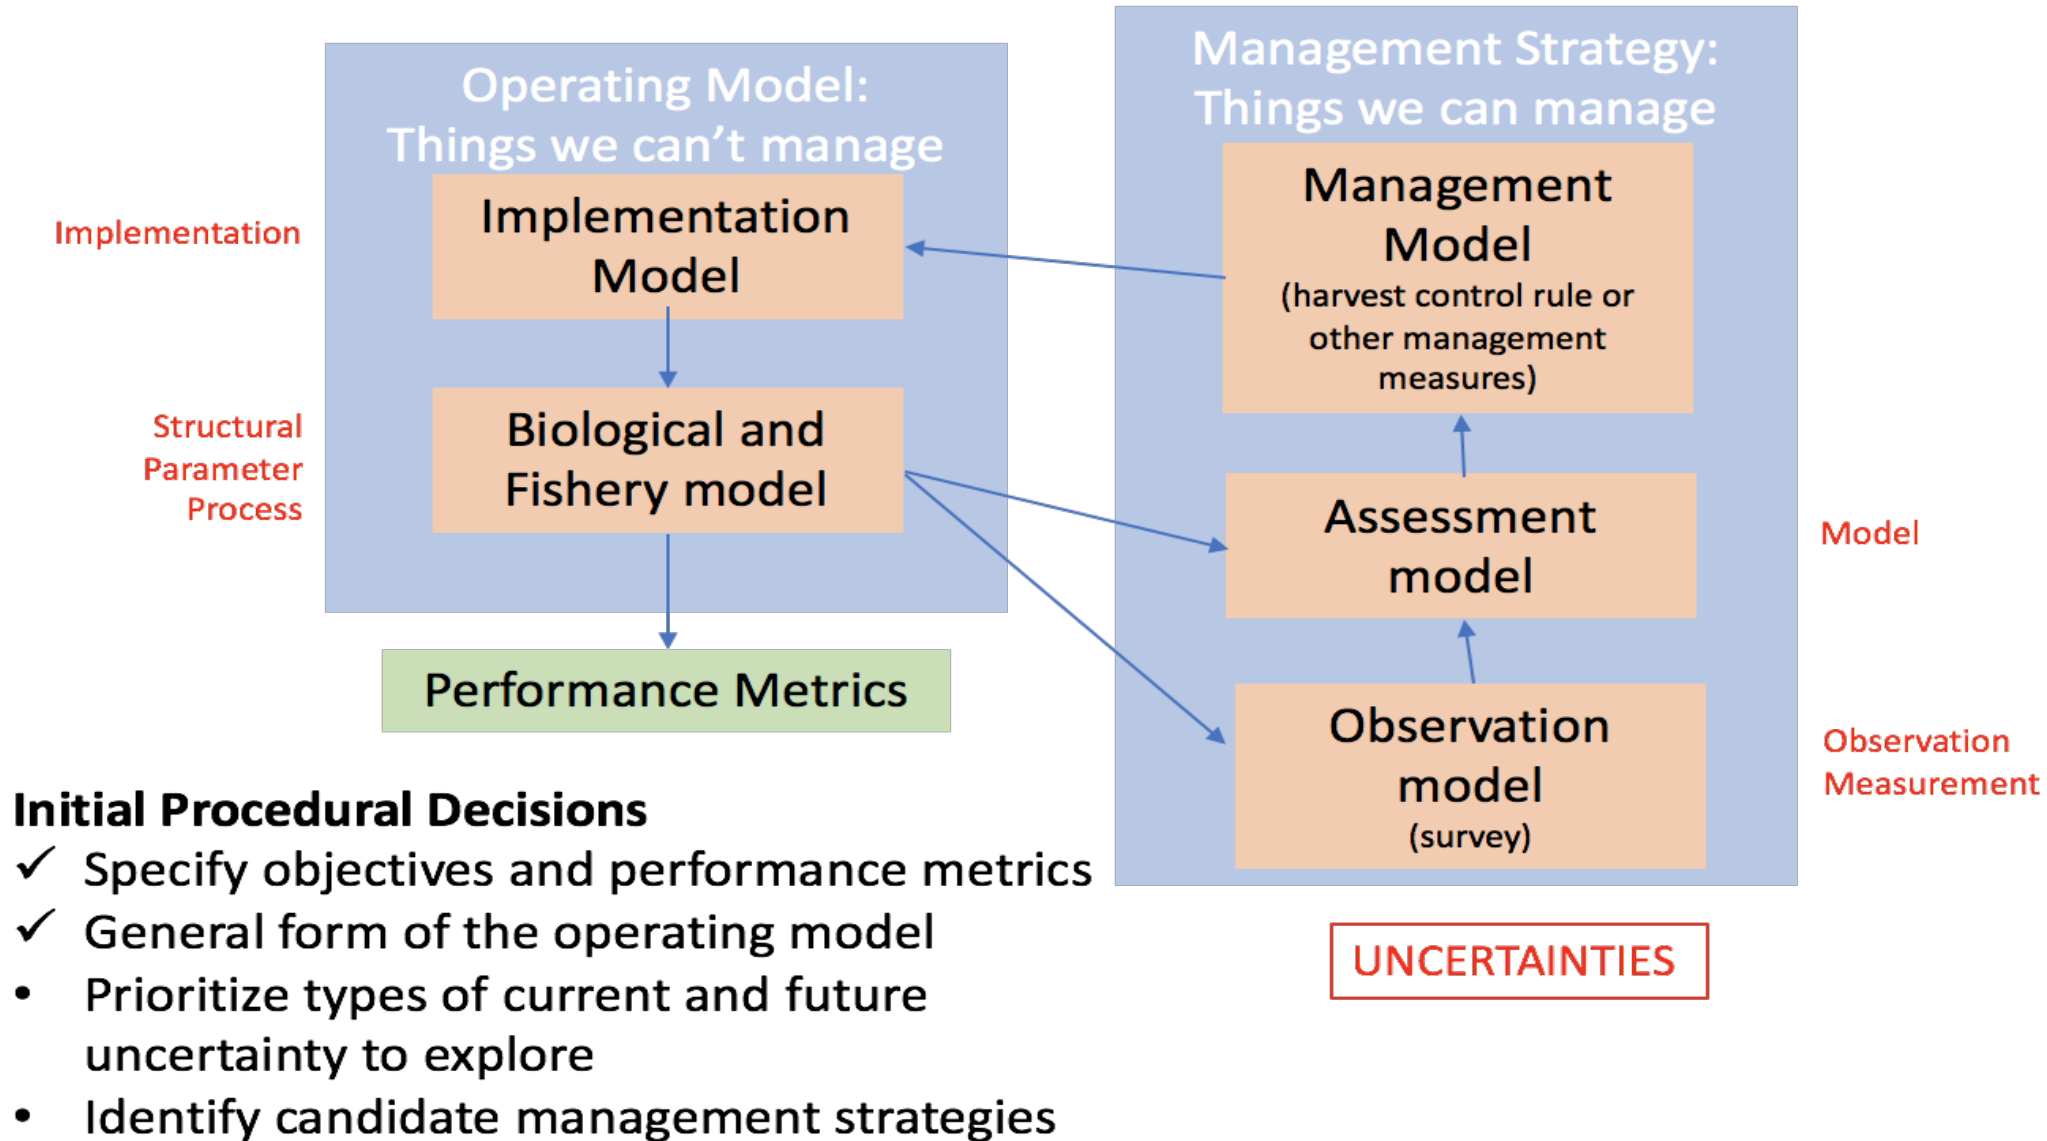 Operating Model:
Things we can't manage
Implementation
Model
Biological and
Fishery model
Performance Metrics
Implementation
Structural
Parameter
Process
Management Strategy:
Things we can manage
Management
Model
(harvest control rule or
other management
measures)
Assessment
model
Observation
model
(survey)
Model
Observation
Measurement
UNCERTAINTIES
Initial Procedural Decisions
✓ Specify objectives and performance metrics
✓ General form of the operating model
• Prioritize types of current and future
uncertainty to explore
• Identify candidate management strategies